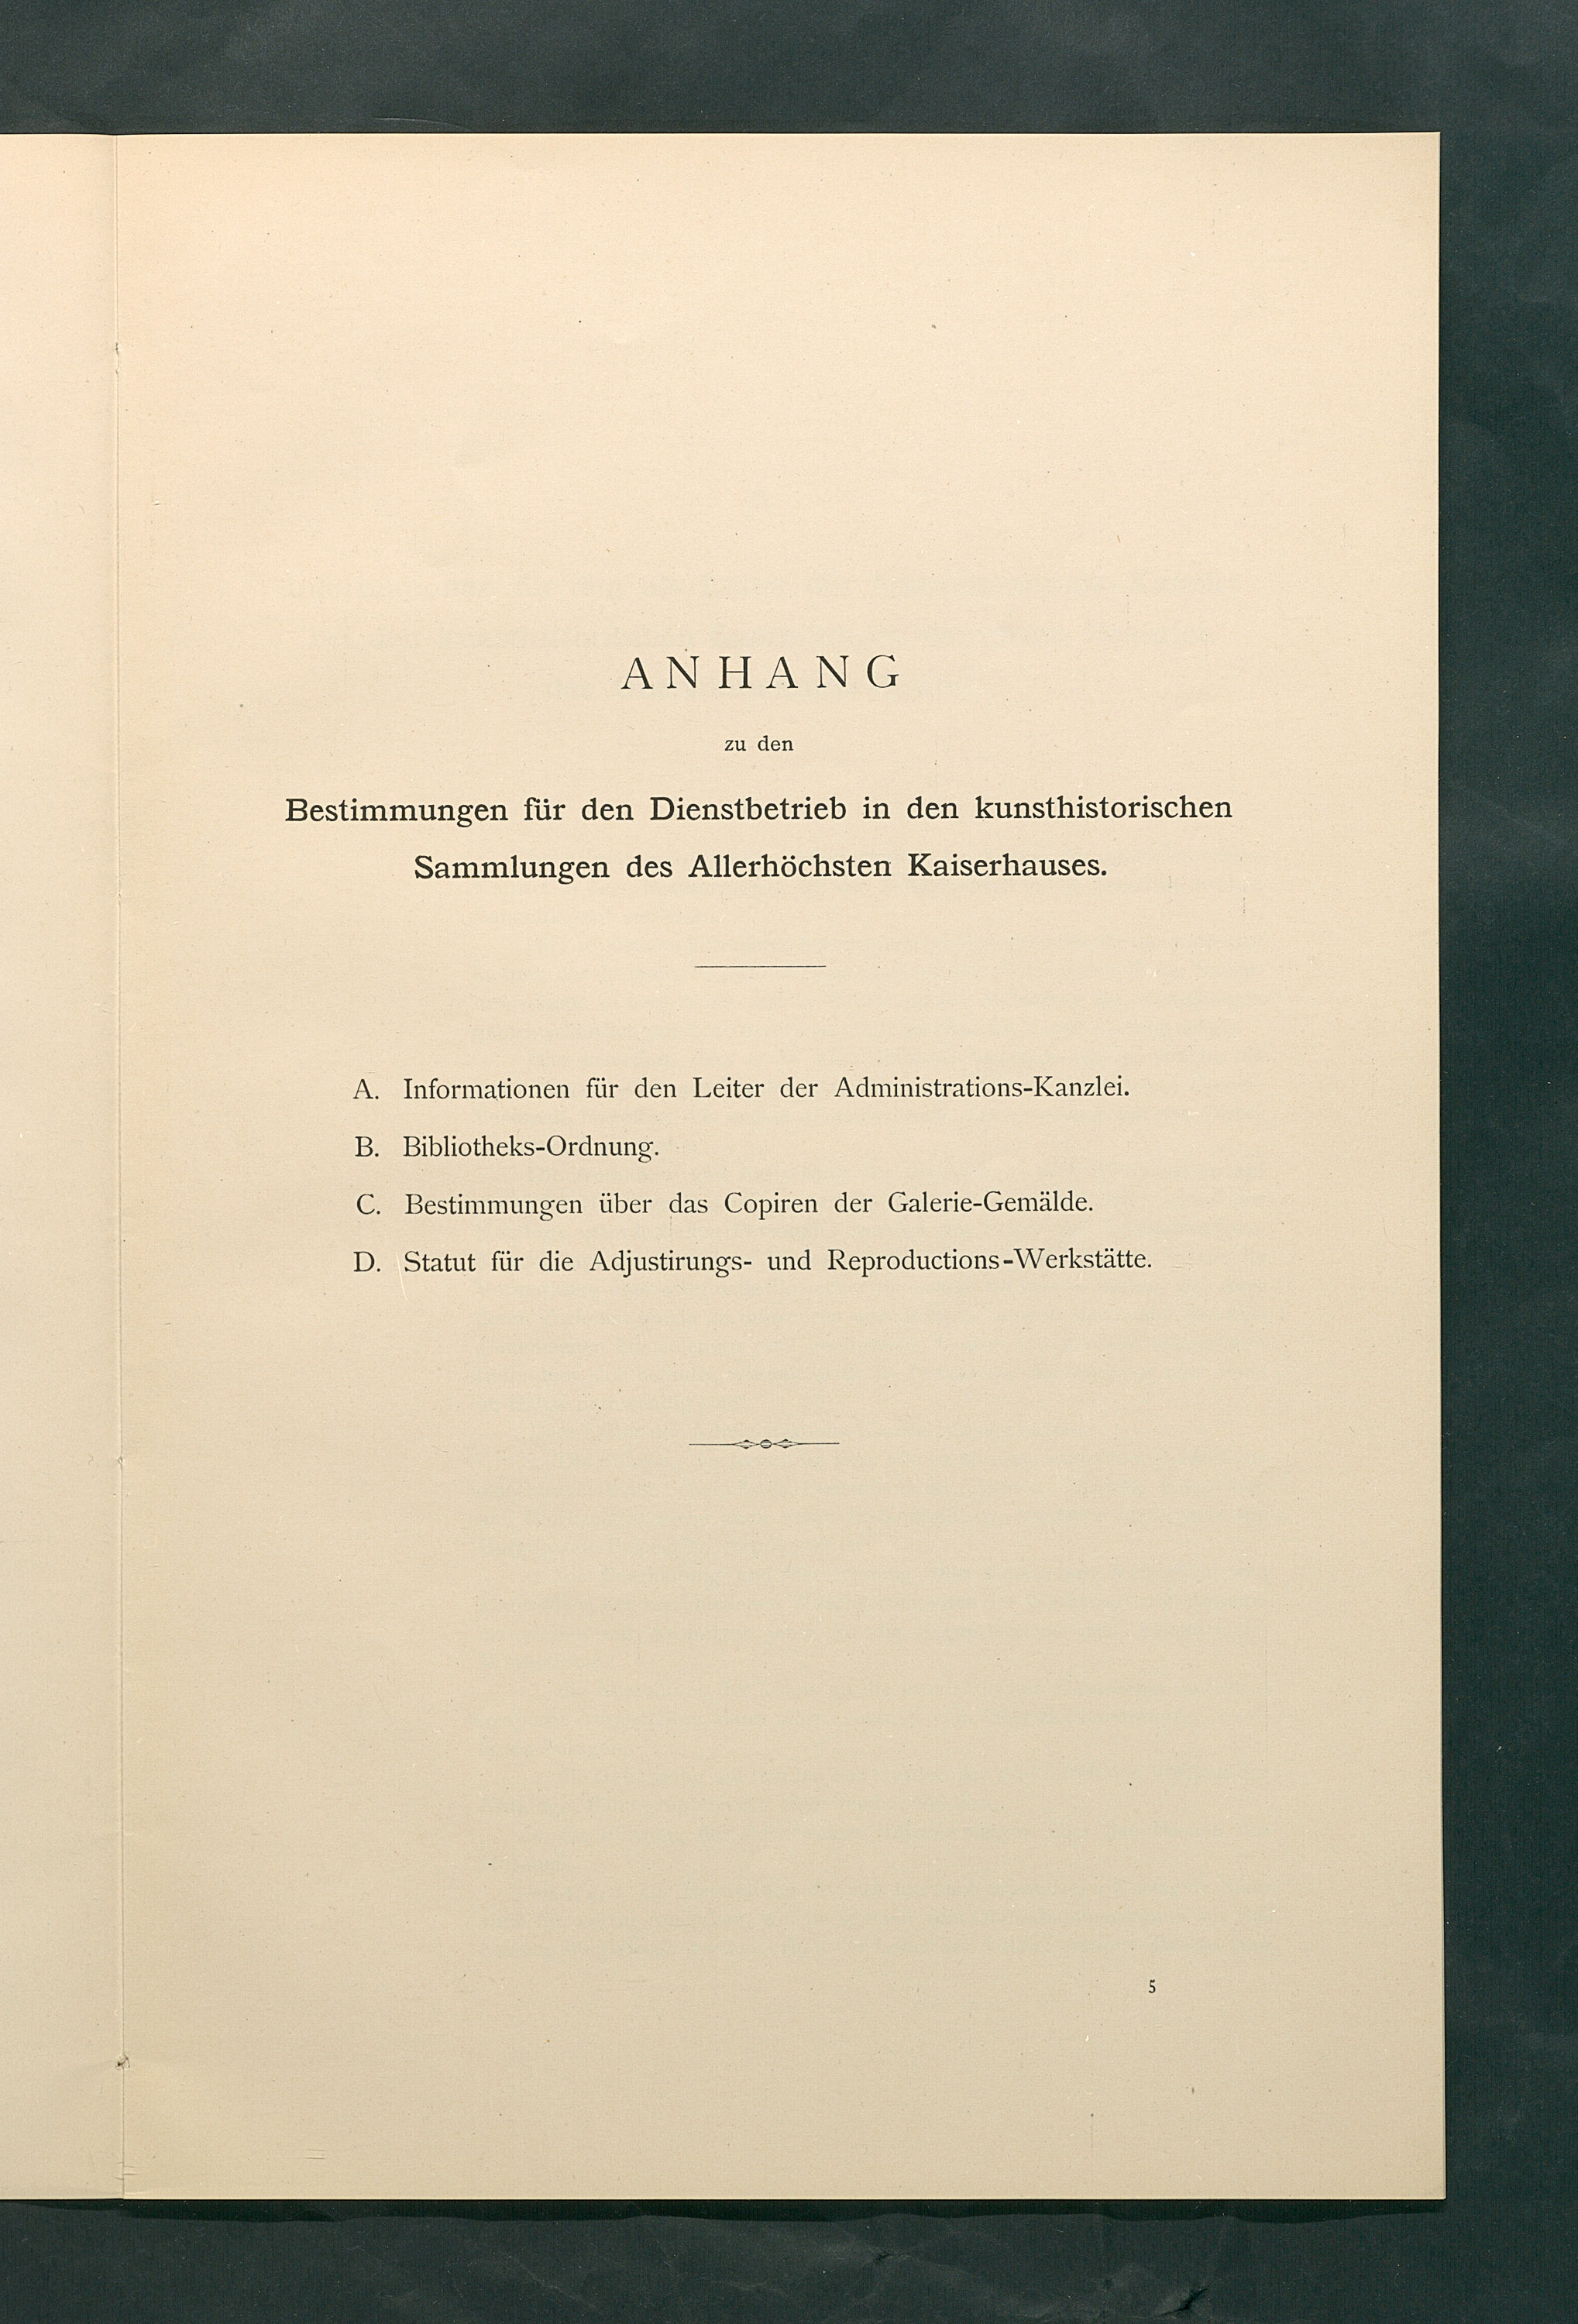 ANHANG
zu den
Bestimmungen für den Dienstbetrieb in den kunsthistorischen
Sammlungen des Allerhöchsten Kaiserhauses.
A. Informationen für den Leiter der Administrations-Kanzlei.
B. Bibliotheks-Ordnung.
C. Bestimmungen über das Copiren der Galerie-Gemälde.
D. Statut für die Adjustirungs- und Reproductions-Werkstätte.
5